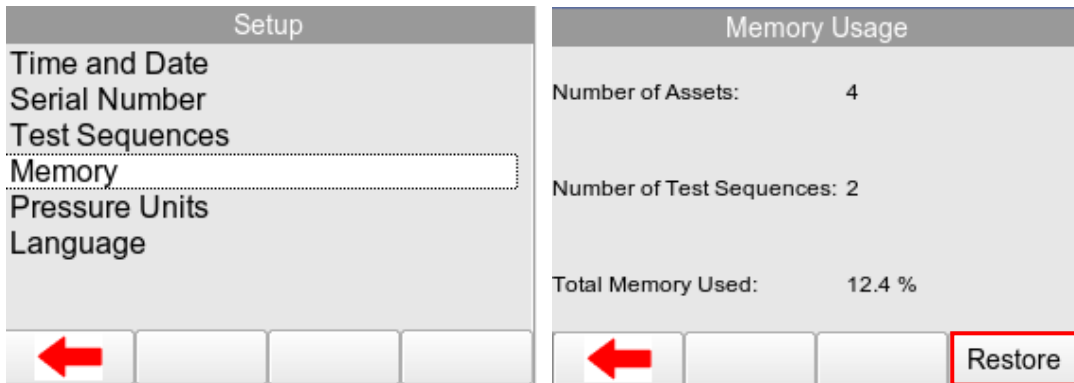 Setup
Time and Date
Serial Number
Test Sequences
Memory
Pressure Units
Language
Memory Usage
Number of Assets: 4
Number of Test Sequences: 2
Total Memory Used: 12.4 %
Restore